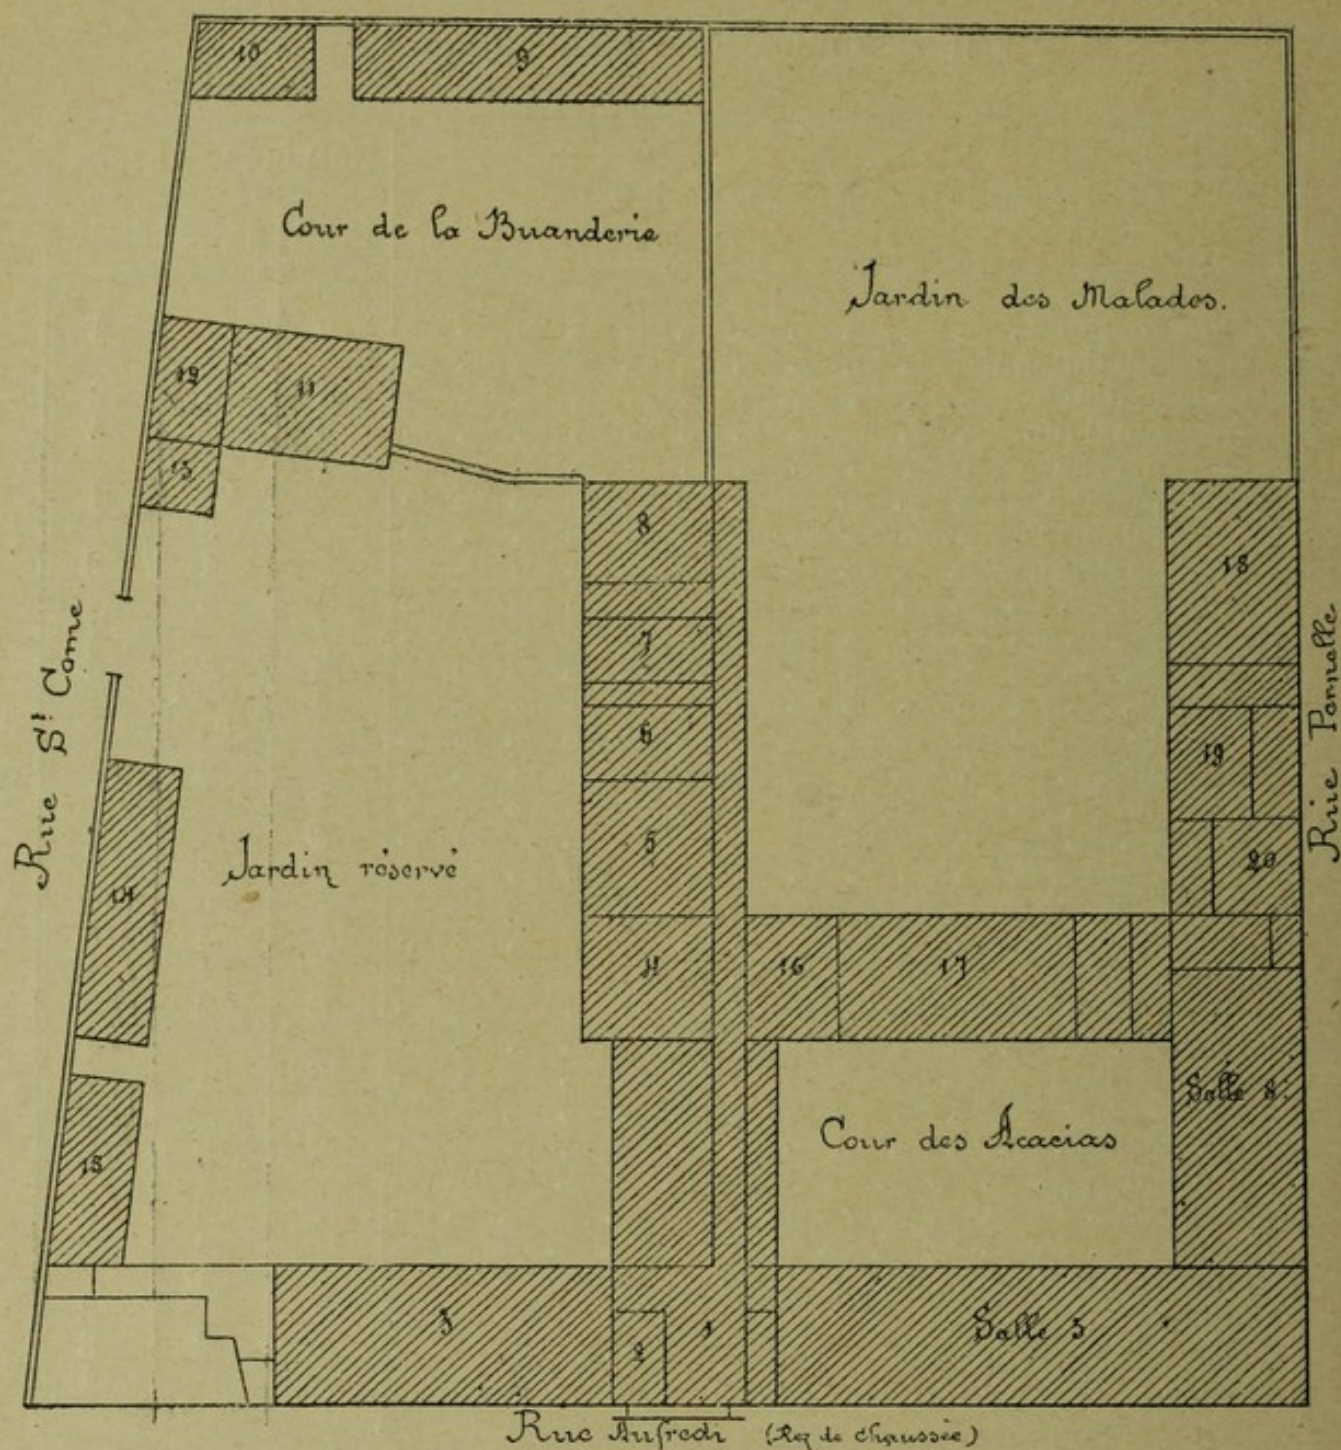 10
9
Cour de la Buanderie
Jardin des Malades.
12
11
13
8
18
7
Rue St Come
Rue Pernelle
6
19
5
20
Jardin réservé
14
4
16
17
Salle 8
Cour des Acacias
15
3
2
1
Salle 5
Rue Aufredi (Rez de chaussée)